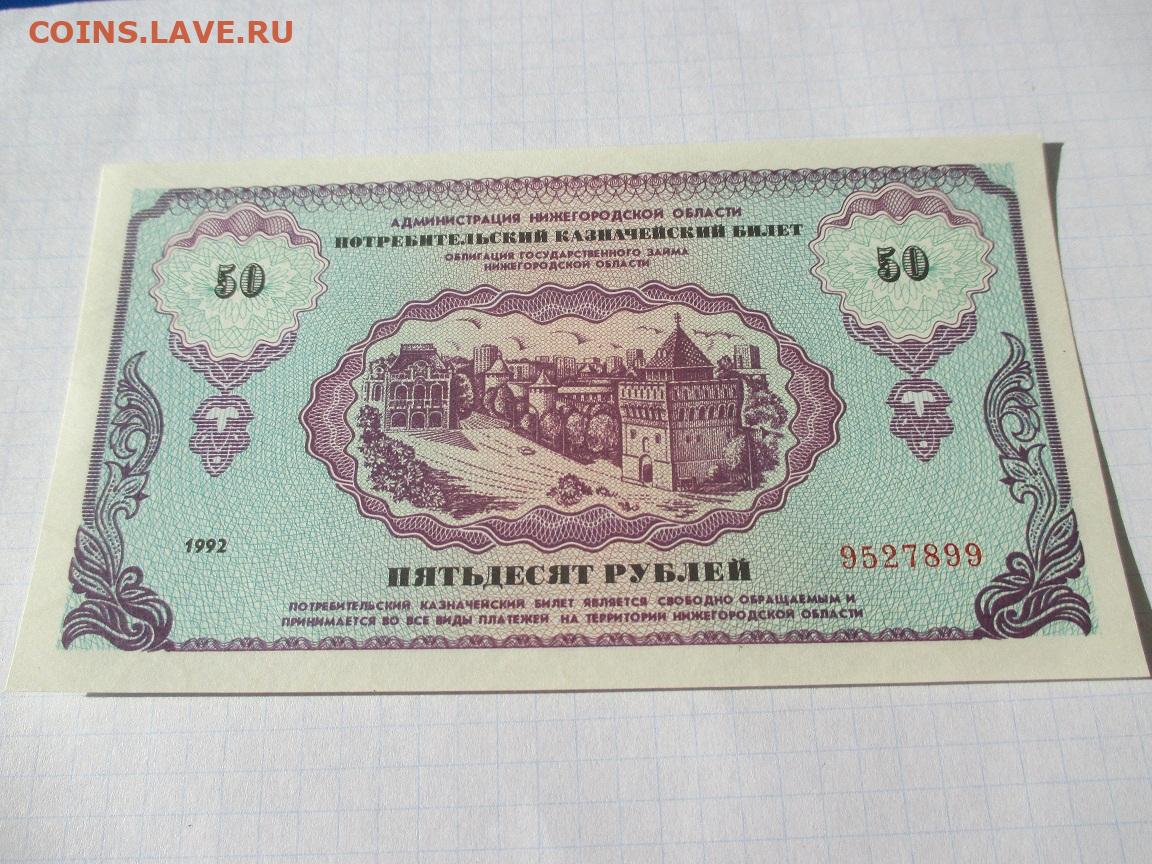 COINS.LAVE.RU
АДМИНИСТРАЦИЯ НИЖЕГОРОДСКОЙ ОБЛАСТИ
ПОТРЕБИТЕЛЬСКИЙ КАЗНАЧЕЙСКИЙ БИЛЕТ
ОБЛИГАЦИЯ ГОСУДАРСТВЕННОГО ЗАЙМА
НИЖЕГОРОДСКОЙ ОБЛАСТИ
50
50
1992
9527899
ПЯТЬДЕСЯТ РУБЛЕЙ
ПОТРЕБИТЕЛЬСКИЙ КАЗНАЧЕЙСКИЙ БИЛЕТ ЯВЛЯЕТСЯ СВОБОДНО ОБРАЩАЕМЫМ И
ПРИНИМАЕТСЯ ВО ВСЕ ВИДЫ ПЛАТЕЖЕЙ НА ТЕРРИТОРИИ НИЖЕГОРОДСКОЙ ОБЛАСТИ